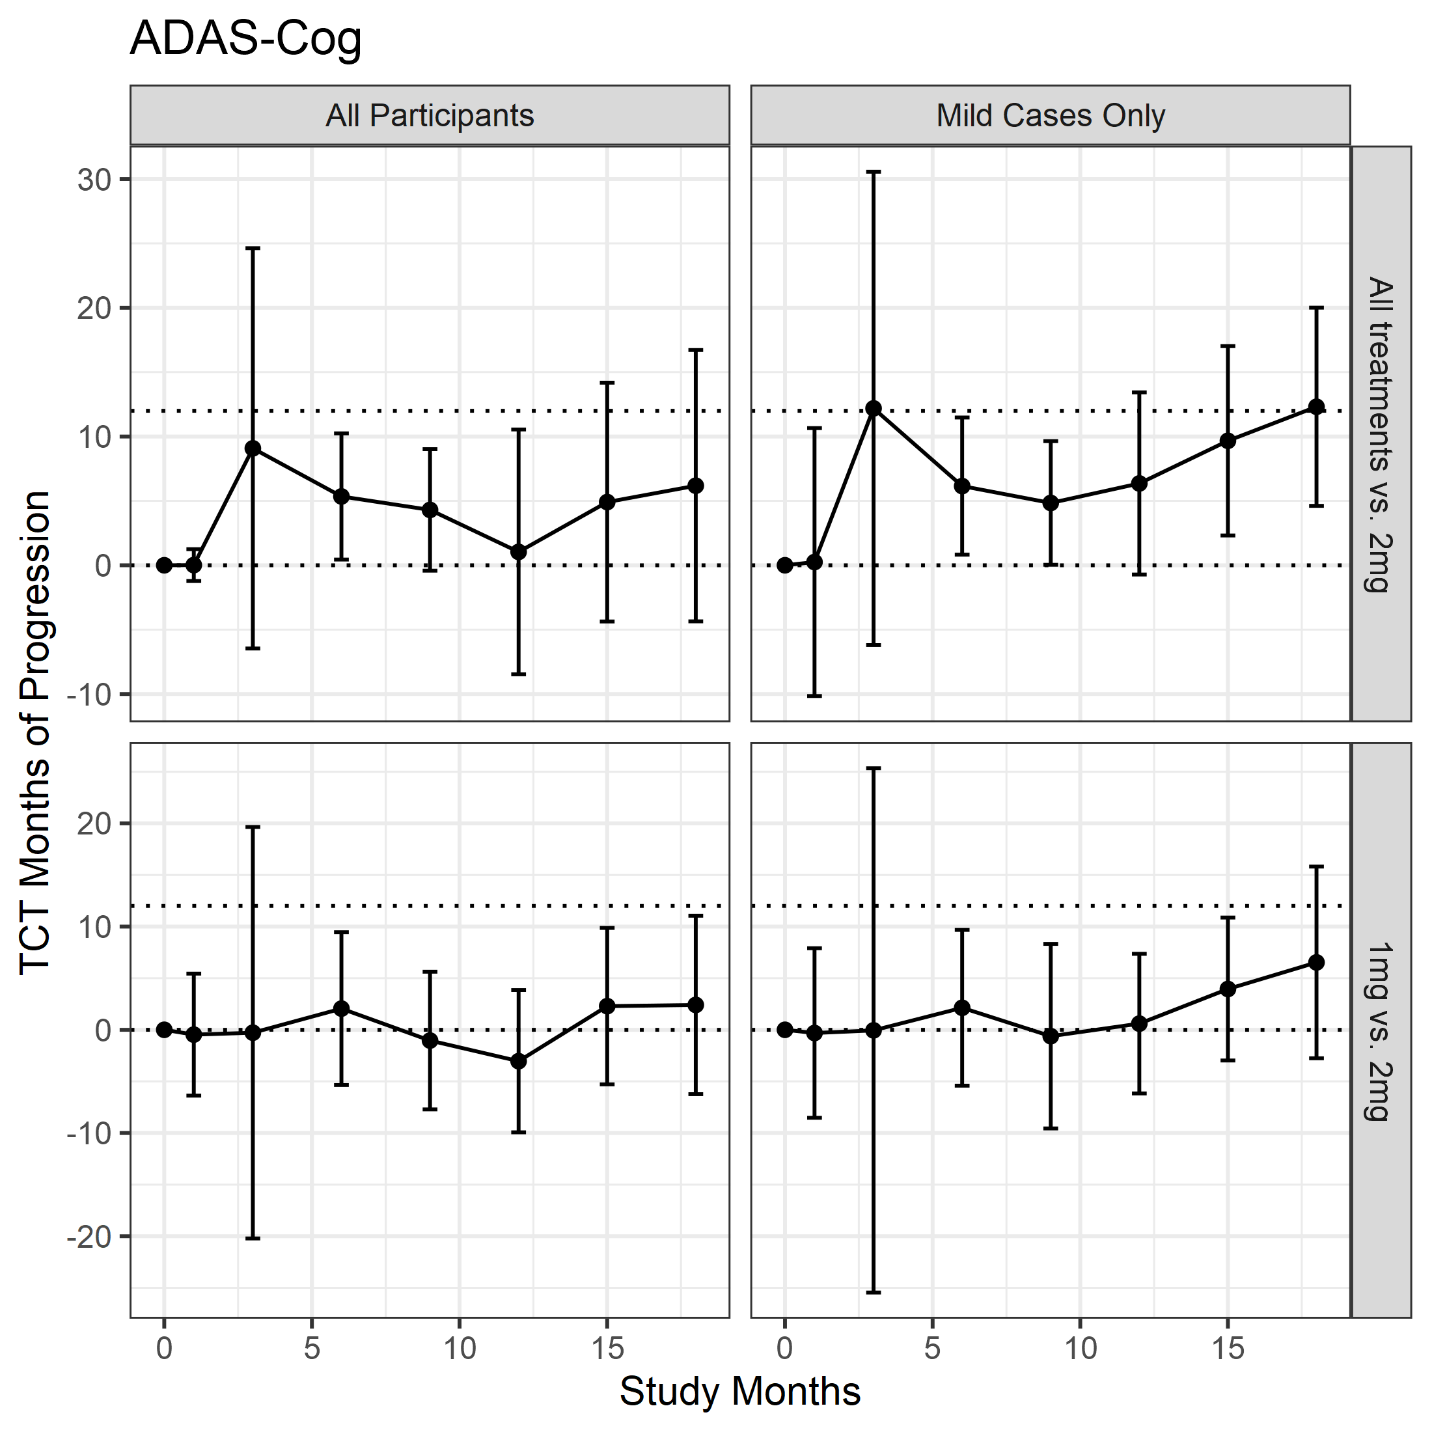 ADAS-Cog
All Participants
Mild Cases Only
30
20
10
0
-10
All treatments vs. 2mg
TCT Months of Progression
20
10
0
-10
-20
1mg vs. 2mg
0 5 10 15
0 5 10 15
Study Months